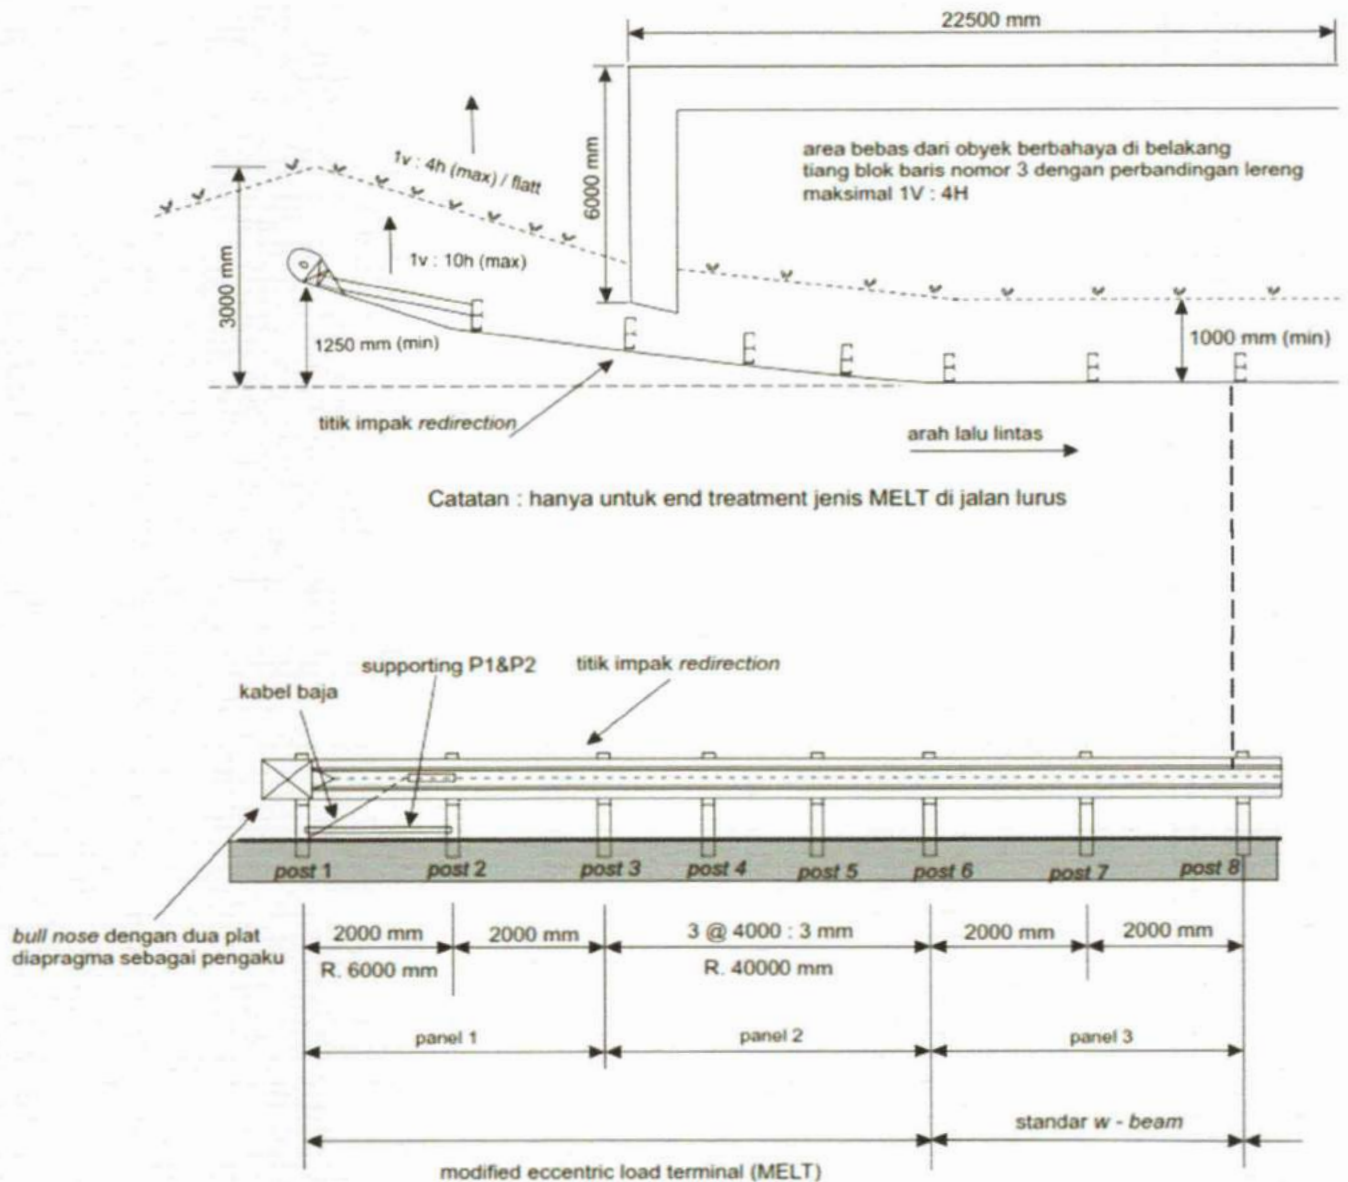 22500 mm
6000 mm
1v : 4h (max) / flatt
area bebas dari obyek berbahaya di belakang
tiang blok baris nomor 3 dengan perbandingan lereng
maksimal 1V : 4H
3000 mm
1v : 10h (max)
1250 mm (min)
1000 mm (min)
titik impak redirection
arah lalu lintas
Catatan : hanya untuk end treatment jenis MELT di jalan lurus
supporting P1&P2
titik impak redirection
kabel baja
post 1
post 2
post 3
post 4
post 5
post 6
post 7
post 8
bull nose dengan dua plat
diapragma sebagai pengaku
2000 mm
2000 mm
3 @ 4000 : 3 mm
2000 mm
2000 mm
R. 6000 mm
R. 40000 mm
panel 1
panel 2
panel 3
standar w - beam
modified eccentric load terminal (MELT)